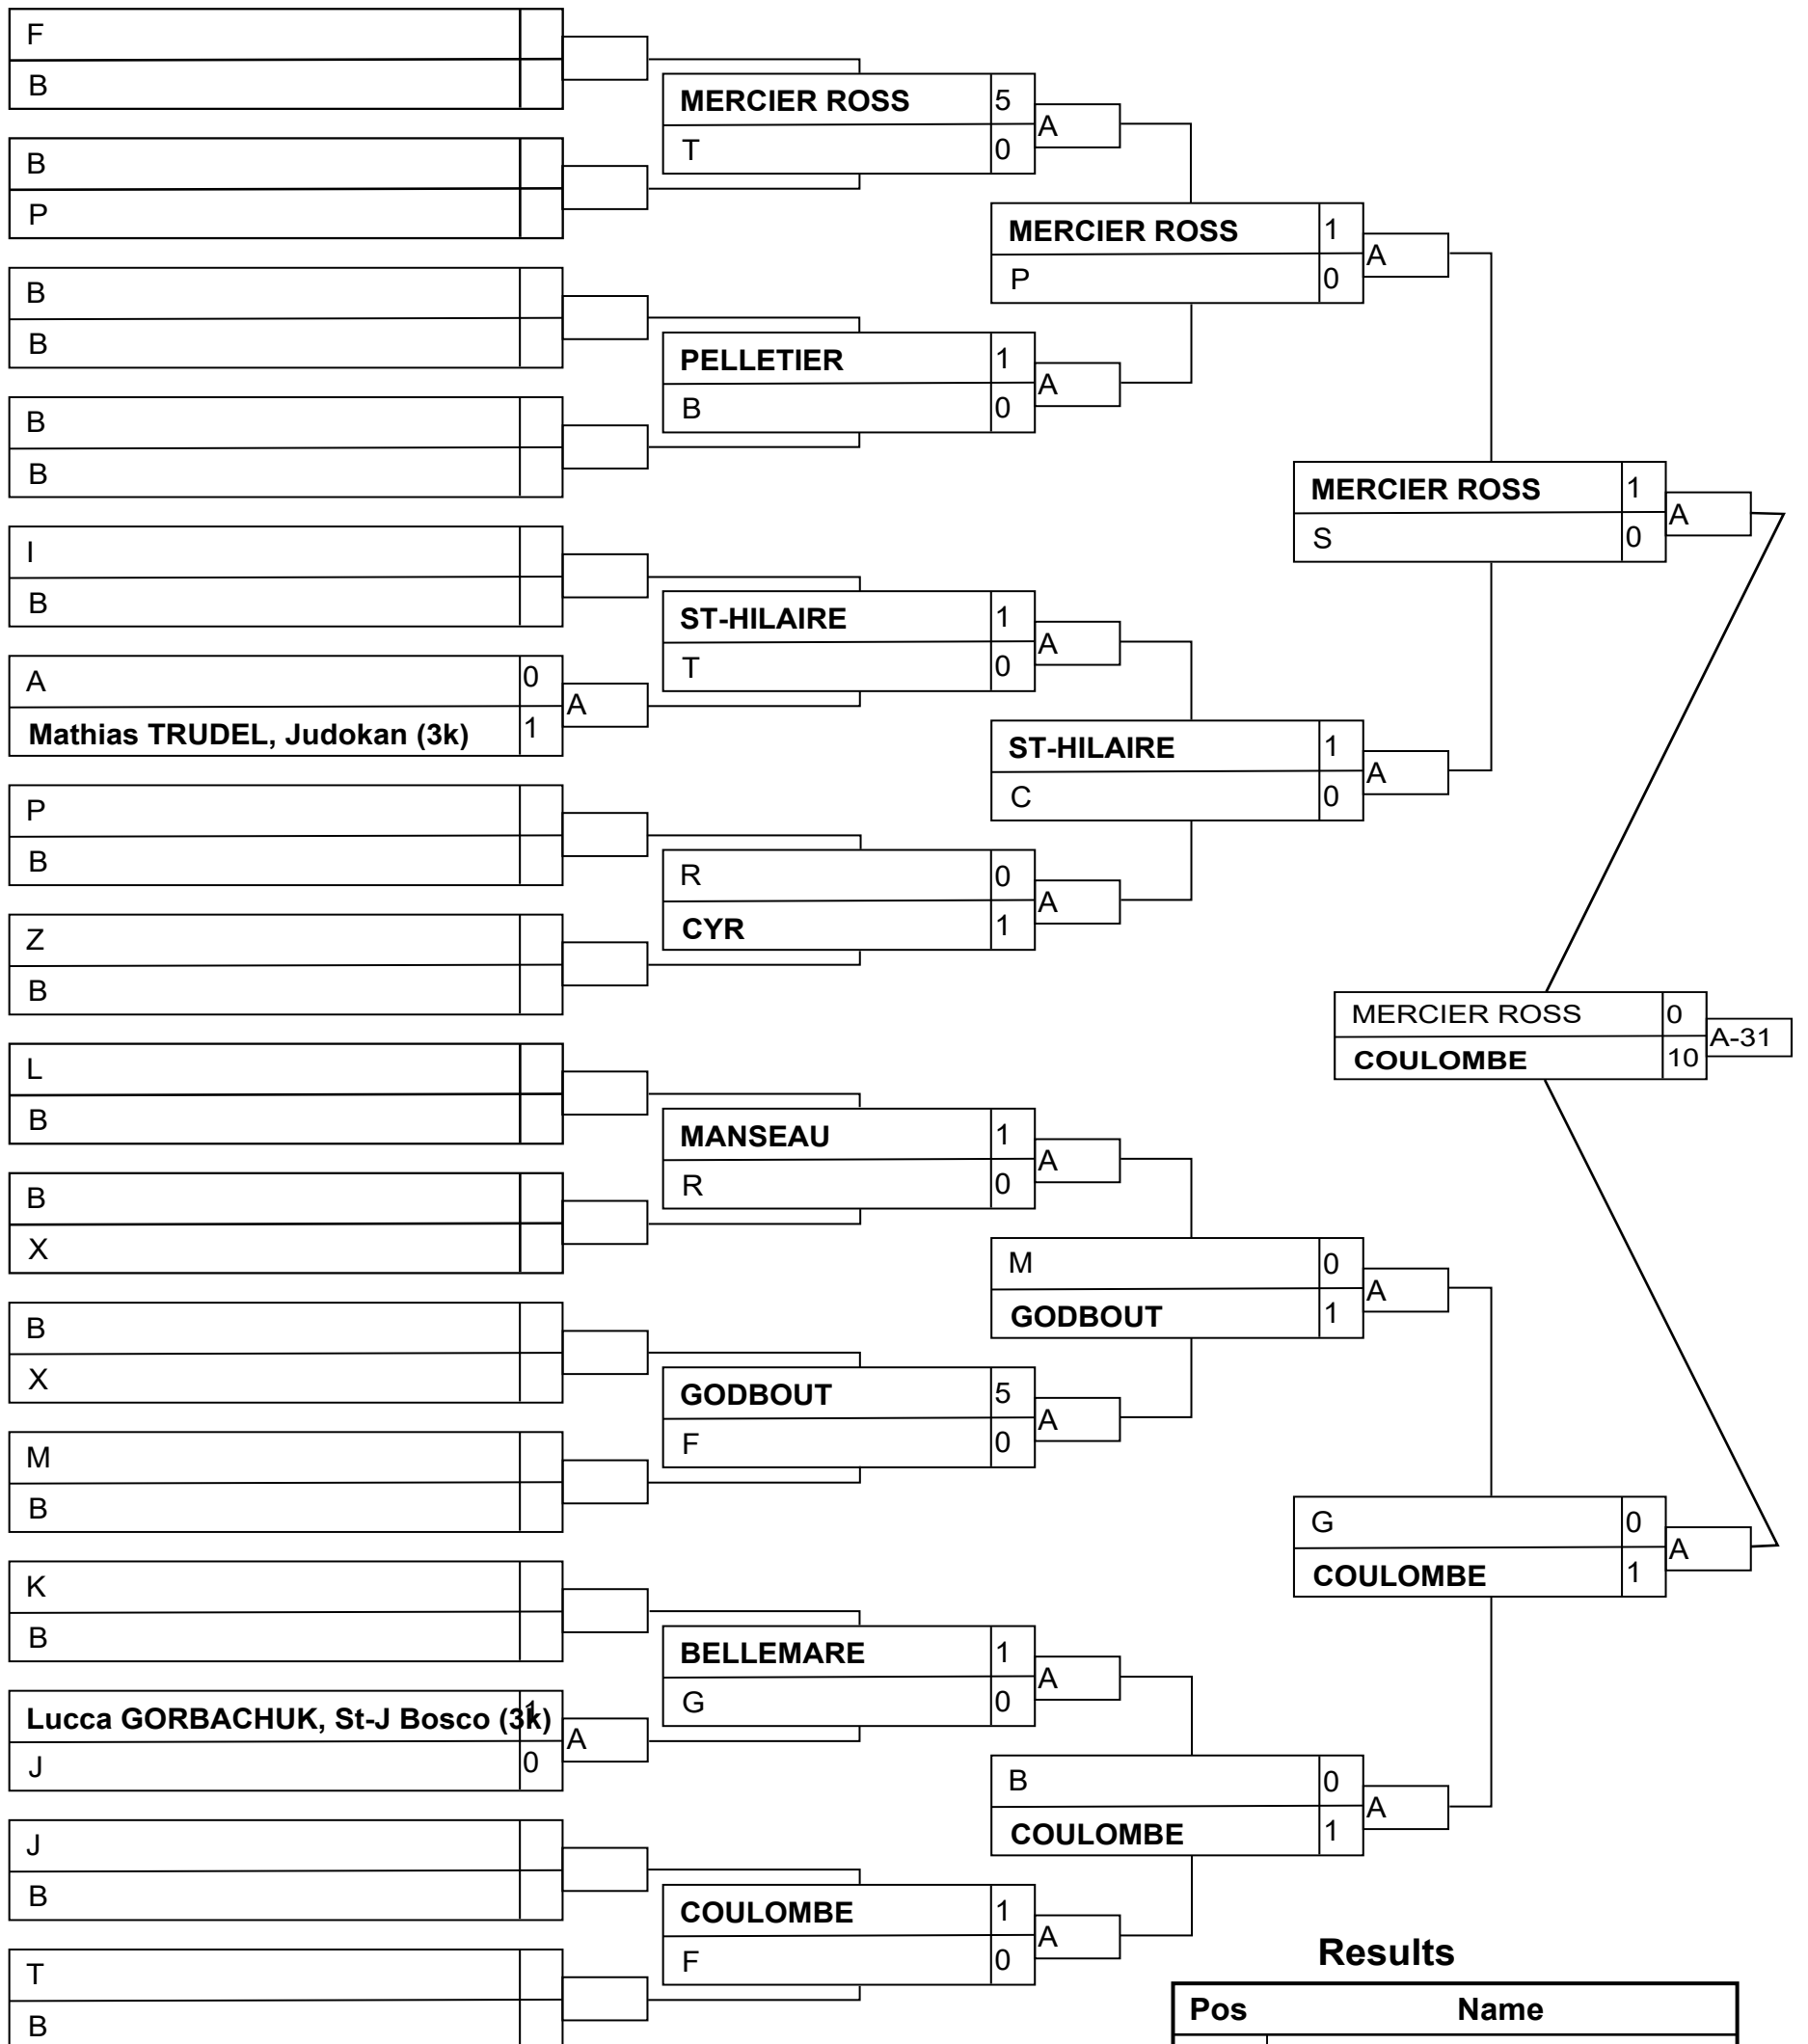 F
B
B
P
B
B
B
B
I
B
A 0
Mathias TRUDEL, Judokan (3k) 1
A
P
B
Z
B
L
B
B
X
B
X
M
B
K
B
Lucca GORBACHUK, St-J Bosco (3k) 1
J 0
A
J
B
T
B
MERCIER ROSS 5
T 0
A
PELLETIER 1
B 0
A
ST-HILAIRE 1
T 0
A
R 0
CYR 1
A
MANSEAU 1
R 0
A
GODBOUT 5
F 0
A
BELLEMARE 1
G 0
A
COULOMBE 1
F 0
A
MERCIER ROSS 1
P 0
A
ST-HILAIRE 1
C 0
A
M 0
GODBOUT 1
A
B 0
COULOMBE 1
A
MERCIER ROSS 1
S 0
A
G 0
COULOMBE 1
A
MERCIER ROSS 0
COULOMBE 10
A-31
Results
Pos Name